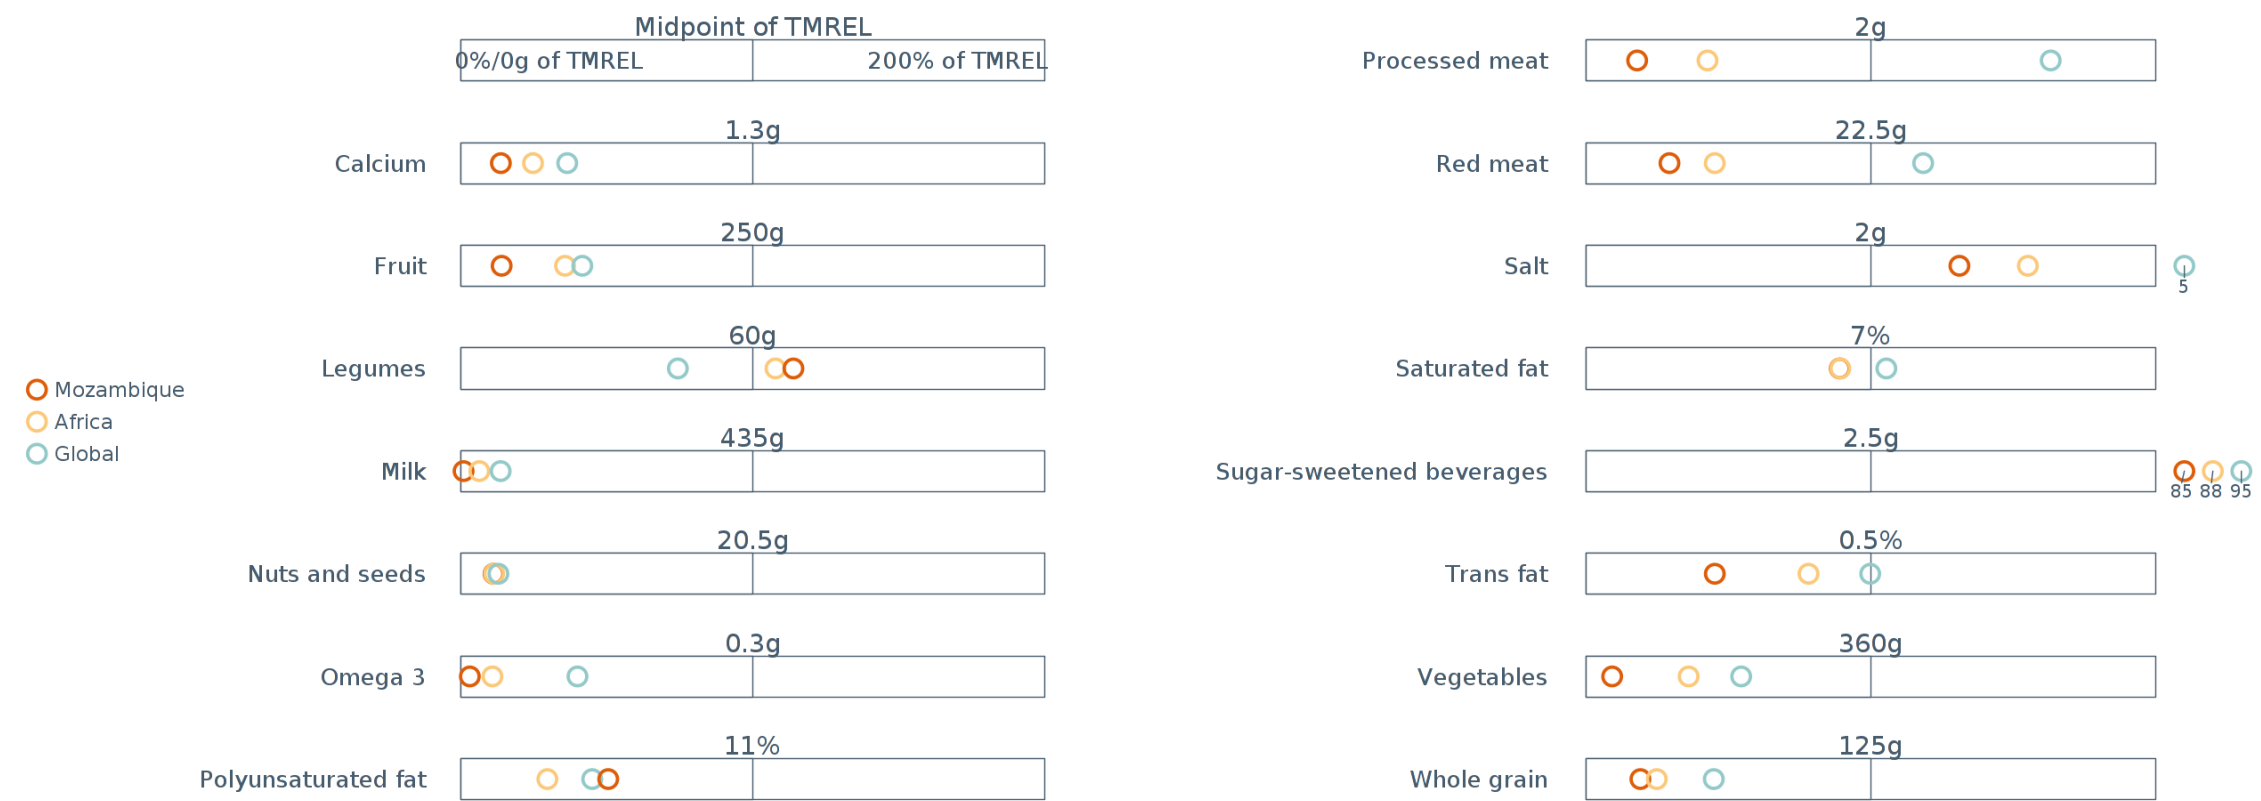 Midpoint of TMREL
0%/0g of TMREL 200% of TMREL
1.3g
Calcium
250g
Fruit
60g
Legumes
Mozambique
Africa
Global
435g
Milk
20.5g
Nuts and seeds
0.3g
Omega 3
11%
Polyunsaturated fat
2g
Processed meat
22.5g
Red meat
2g
Salt
5
7%
Saturated fat
2.5g
Sugar-sweetened beverages
85 88 95
0.5%
Trans fat
360g
Vegetables
125g
Whole grain